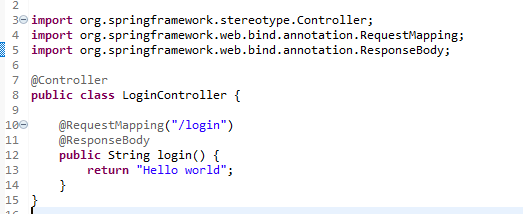 2
3 import org.springframework.stereotype.Controller;
4 import org.springframework.web.bind.annotation.RequestMapping;
5 import org.springframework.web.bind.annotation.ResponseBody;
6
7 @Controller
8 public class LoginController {
9
10     @RequestMapping("/login")
11     @ResponseBody
12     public String login() {
13         return "Hello world";
14     }
15 }
16